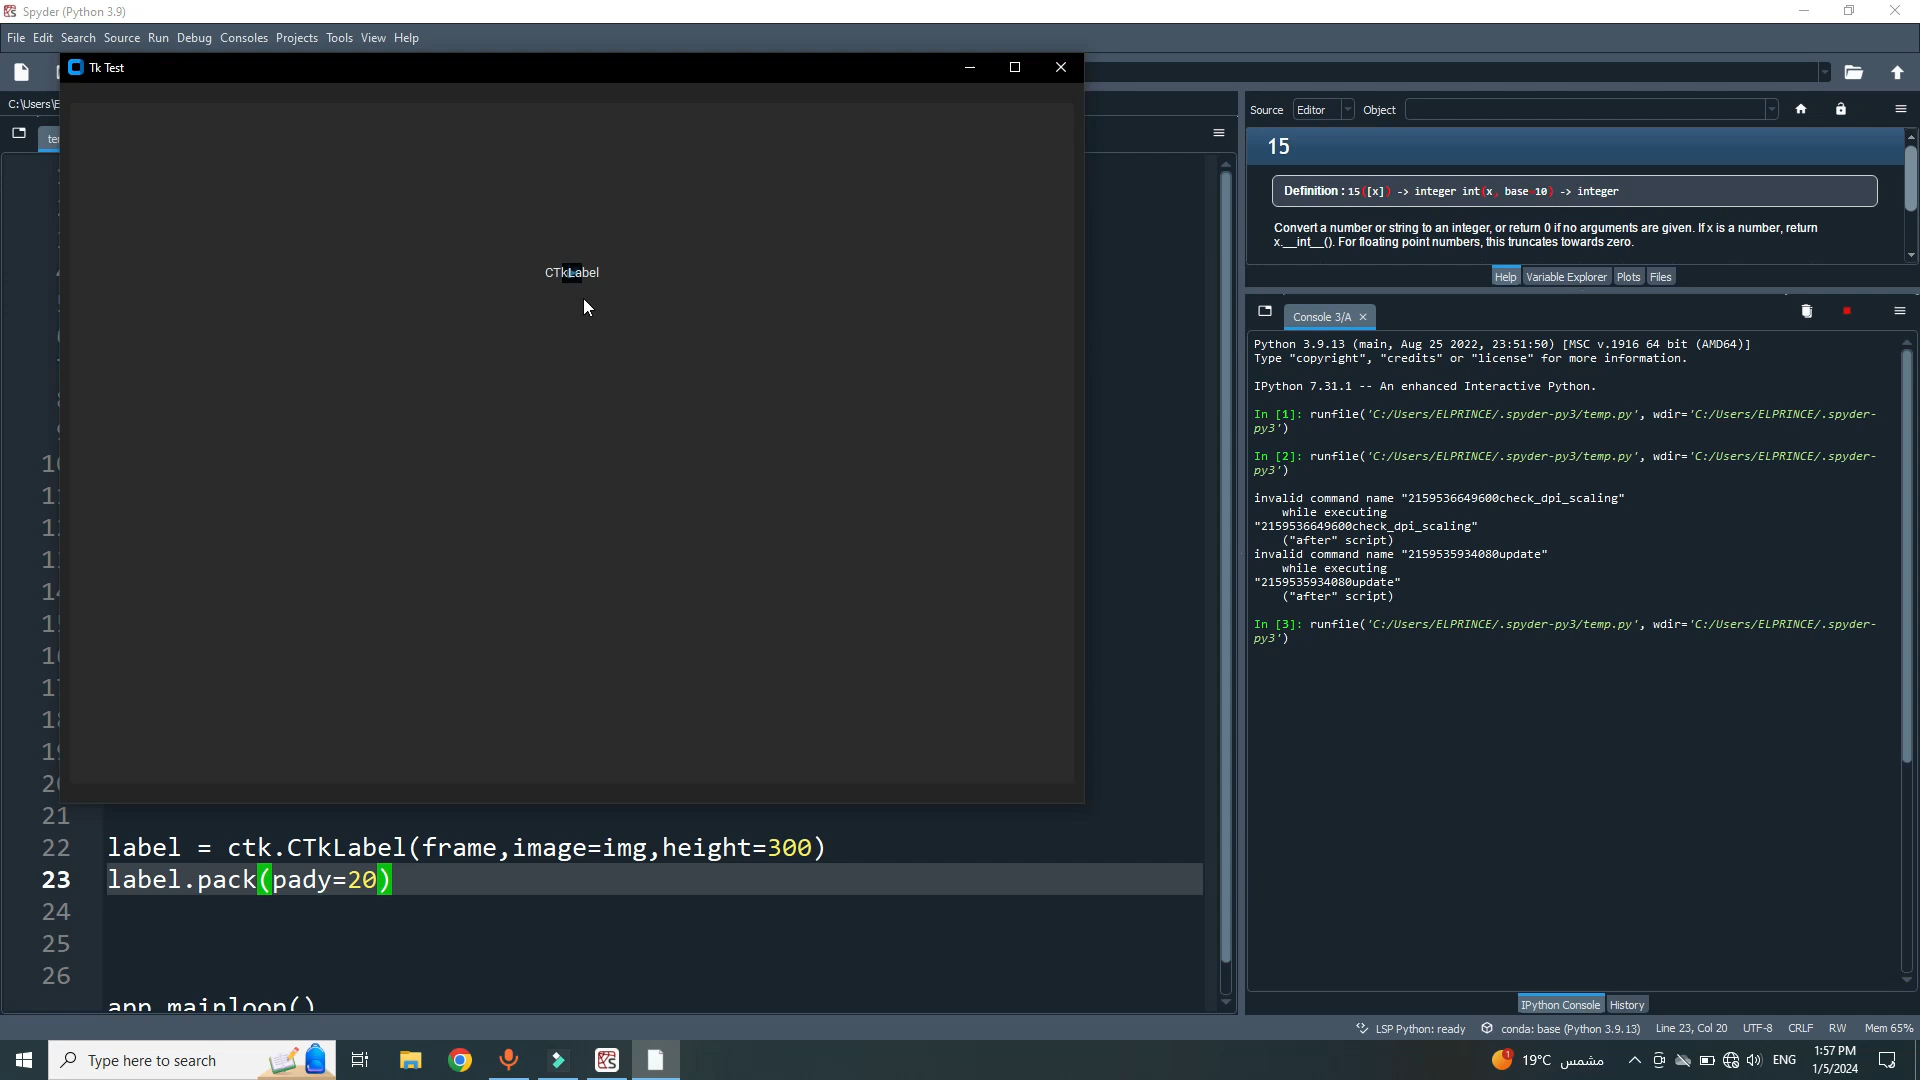 Spyder (Python 3.9)
File Edit Search Source Run Debug Consoles Projects Tools View Help
Tk Test
C:\Users\E
Source Editor Object
15
Definition : 15([x]) -> integer int(x, base=10) -> integer
Convert a number or string to an integer, or return 0 if no arguments are given. If x is a number, return
x.__int__(). For floating point numbers, this truncates towards zero.
Help Variable Explorer Plots Files
CTkLabel
Console 3/A
Python 3.9.13 (main, Aug 25 2022, 23:51:50) [MSC v.1916 64 bit (AMD64)]
Type "copyright", "credits" or "license" for more information.
IPython 7.31.1 -- An enhanced Interactive Python.
In [1]: runfile('C:/Users/ELPRINCE/.spyder-py3/temp.py', wdir='C:/Users/ELPRINCE/.spyder-
py3')
In [2]: runfile('C:/Users/ELPRINCE/.spyder-py3/temp.py', wdir='C:/Users/ELPRINCE/.spyder-
py3')
invalid command name "2159536649600check_dpi_scaling"
while executing
"2159536649600check_dpi_scaling"
("after" script)
invalid command name "2159535934080update"
while executing
"2159535934080update"
("after" script)
In [3]: runfile('C:/Users/ELPRINCE/.spyder-py3/temp.py', wdir='C:/Users/ELPRINCE/.spyder-
py3')
21
22 label = ctk.CTkLabel(frame,image=img,height=300)
23 label.pack(pady=20)
24
25
26
app.mainloop()
IPython Console History
LSP Python: ready conda: base (Python 3.9.13) Line 23, Col 20 UTF-8 CRLF RW Mem 65%
Type here to search
1 19°C مشمس ENG 1:57 PM
1/5/2024